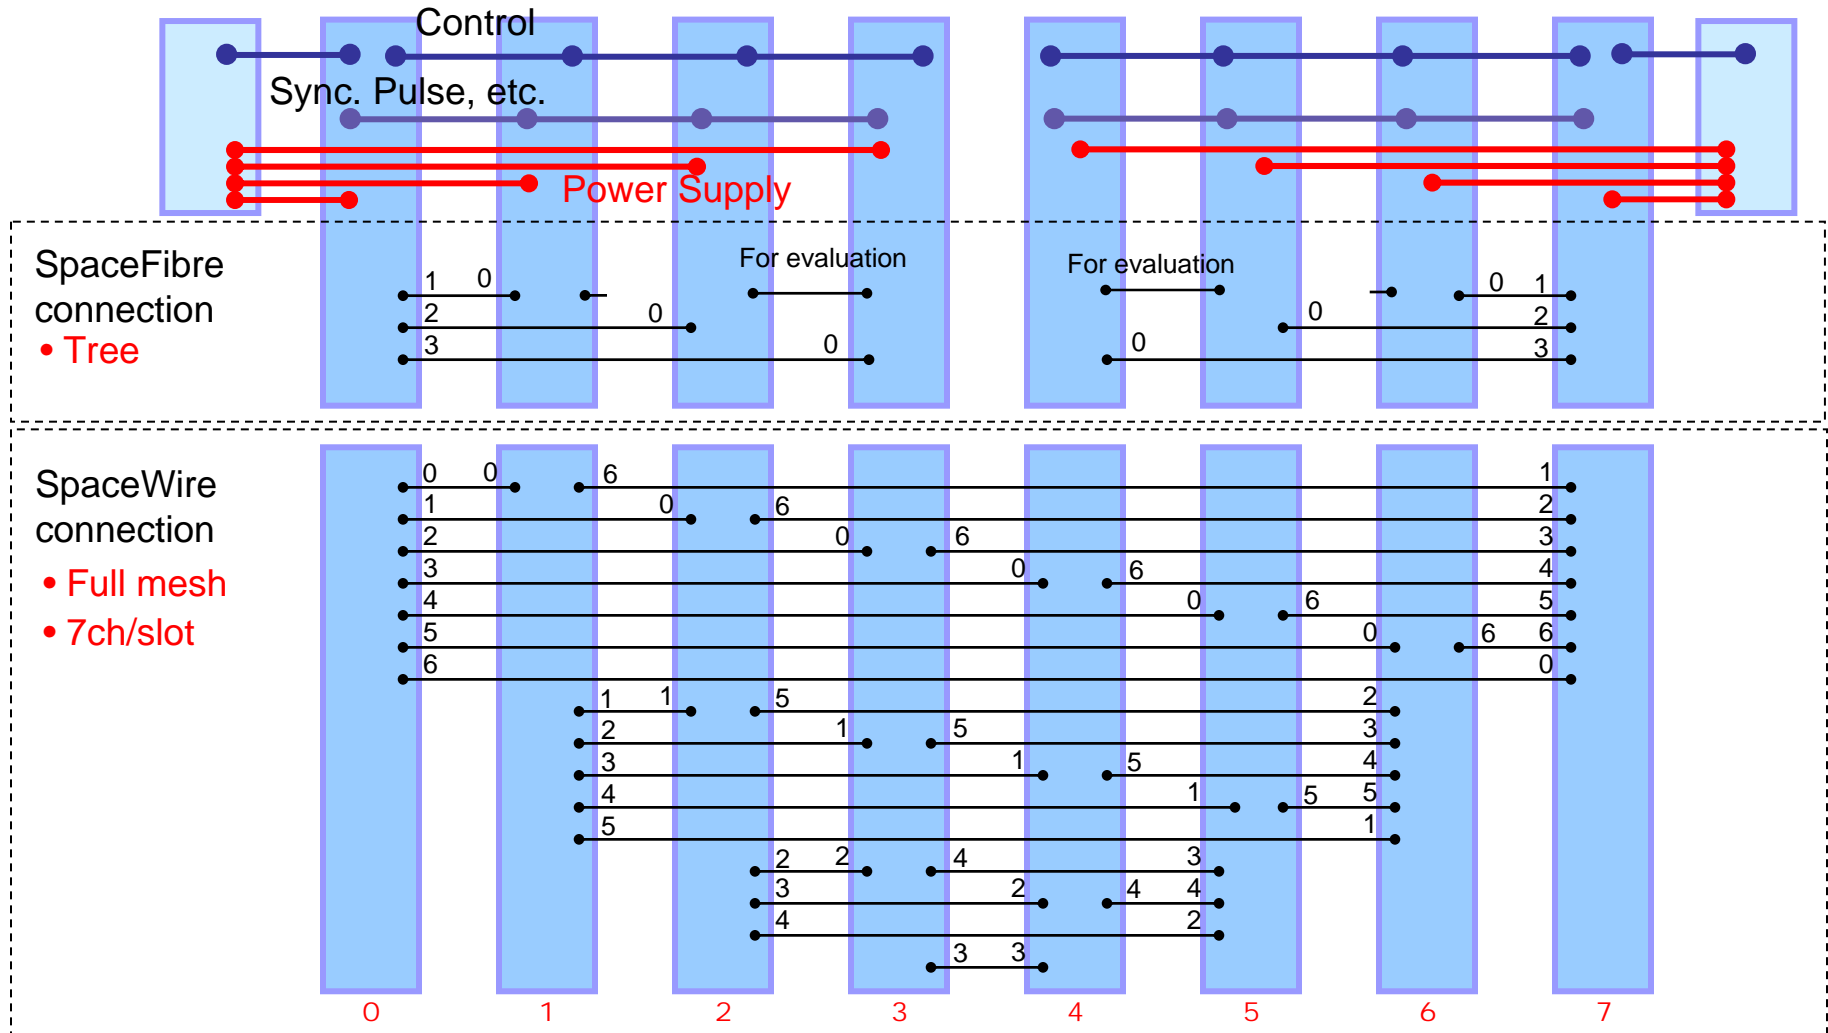 Control
Sync. Pulse, etc.
Power Supply
SpaceFibre
connection
• Tree
For evaluation
For evaluation
1 0 0 1
2 0 0 2
3 0 0 3
SpaceWire
connection
• Full mesh
• 7ch/slot
0 0 6 1
1 0 6 2
2 0 6 3
3 0 6 4
4 0 6 5
5 0 6 6
6 0
1 1 5 2
2 1 5 3
3 1 5 4
4 1 5 5
5 1
2 2 4 3
3 2 4 4
4 2
3 3
0 1 2 3 4 5 6 7